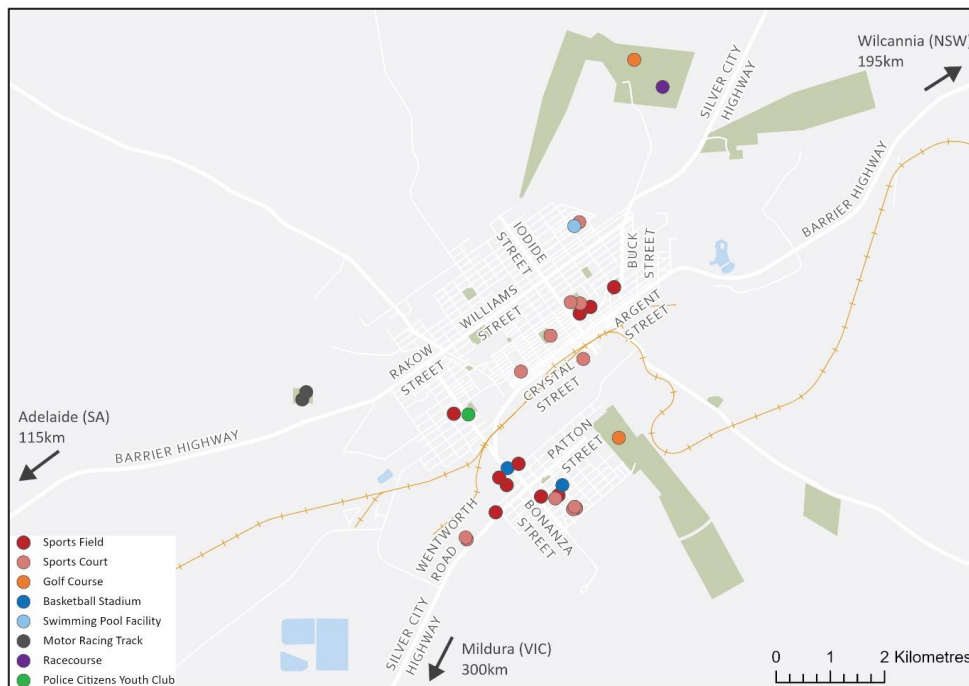 Wilcannia (NSW)
195km
SILVER CITY
HIGHWAY
BARRIER HIGHWAY
IODIDE
STREET
BUCK
STREET
WILLIAMS
STREET
ARGENT
STREET
RAKOW
STREET
CRYSTAL
STREET
Adelaide (SA)
115km
BARRIER HIGHWAY
PATTON
STREET
BONANZA
STREET
WENTWORTH
ROAD
SILVER CITY
HIGHWAY
Mildura (VIC)
300km
Sports Field
Sports Court
Golf Course
Basketball Stadium
Swimming Pool Facility
Motor Racing Track
Racecourse
Police Citizens Youth Club
0 1 2 Kilometres